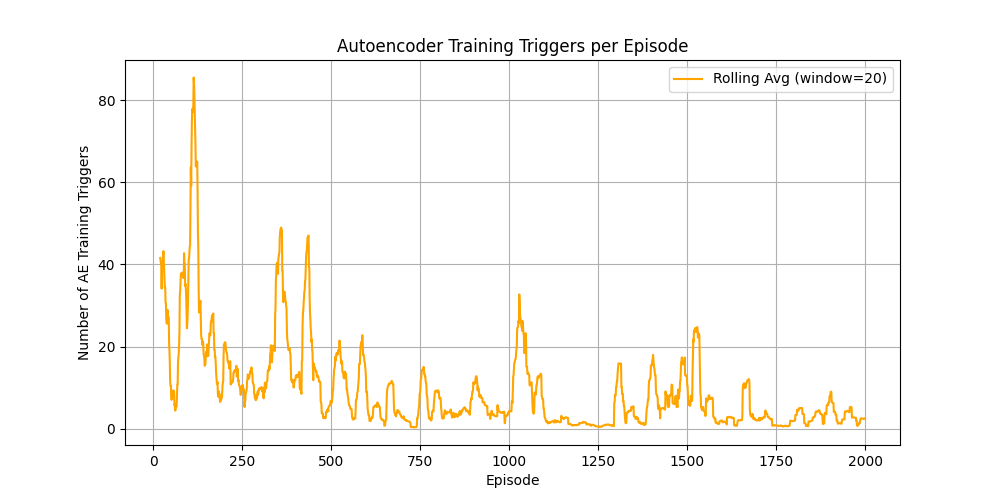 Autoencoder Training Triggers per Episode
Rolling Avg (window=20)
Number of AE Training Triggers
80
60
40
20
0
0 250 500 750 1000 1250 1500 1750 2000
Episode